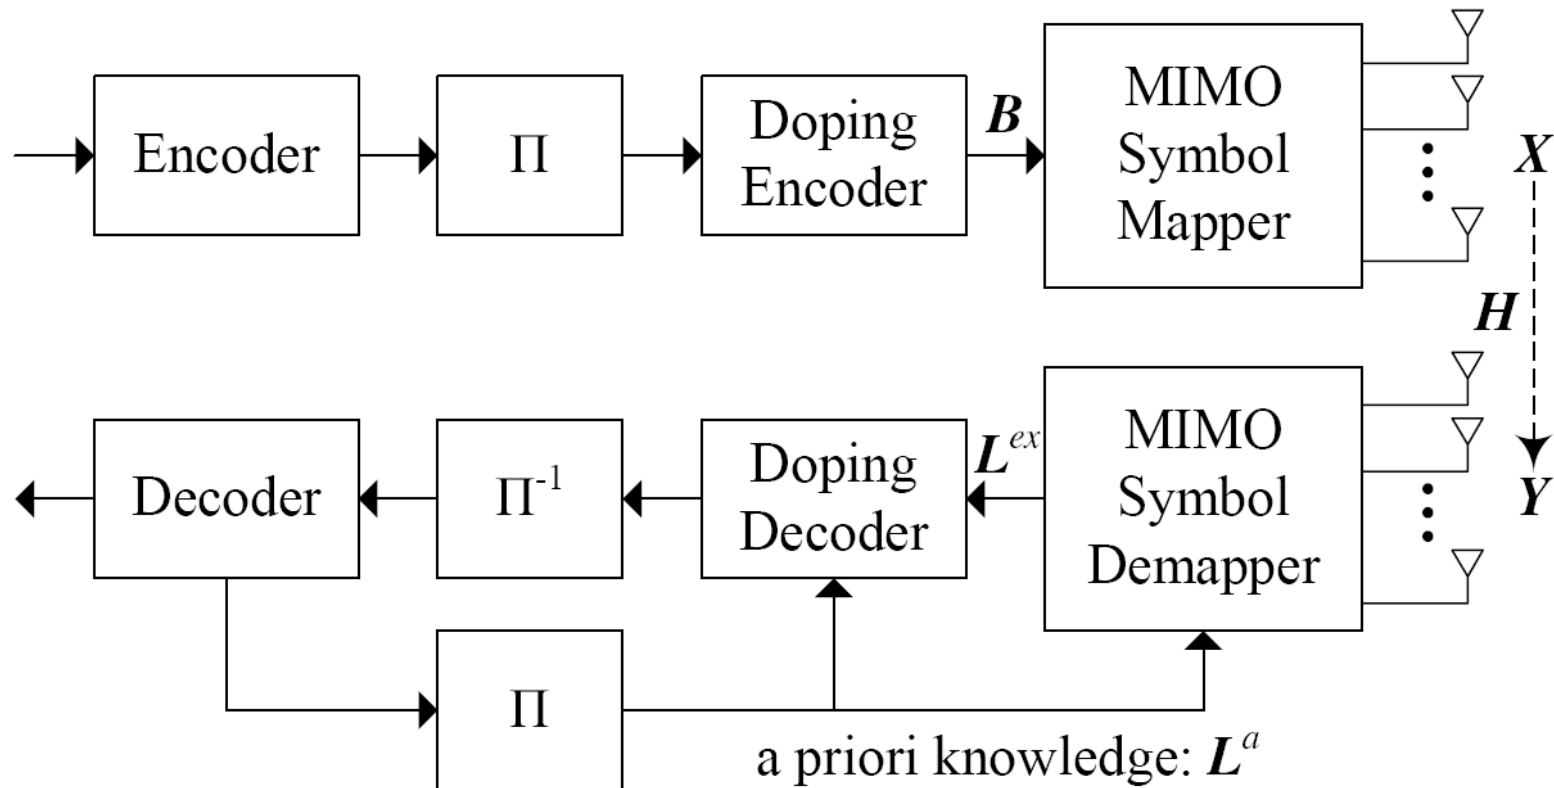 Encoder
Π
Doping
Encoder
B
MIMO
Symbol
Mapper
X
H
Decoder
Π⁻¹
Doping
Decoder
Lᵉˣ
MIMO
Symbol
Demapper
Y
Π
a priori knowledge: Lᵃ